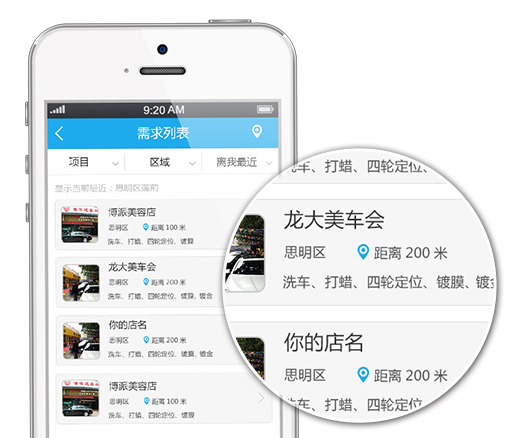 9:20 AM
需求列表
项目
区域
离我最近
显示当前位近：思明区莲前
博派美容店
思明区
距离 100 米
洗车、打蜡、四轮定位、镀膜
龙大美车会
思明区
距离 200 米
洗车、打蜡、四轮定位、镀膜、镀金
你的店名
思明区
距离 200 米
洗车、打蜡、四轮定位、镀膜、镀金
博派美容店
思明区
距离 100 米
洗车、打蜡、四轮定位、镀膜
洗车、打蜡、四轮定位、
龙大美车会
思明区
距离 200 米
洗车、打蜡、四轮定位、镀膜、镀金
你的店名
思明区
距离 200 米
洗车、打蜡、四轮定位